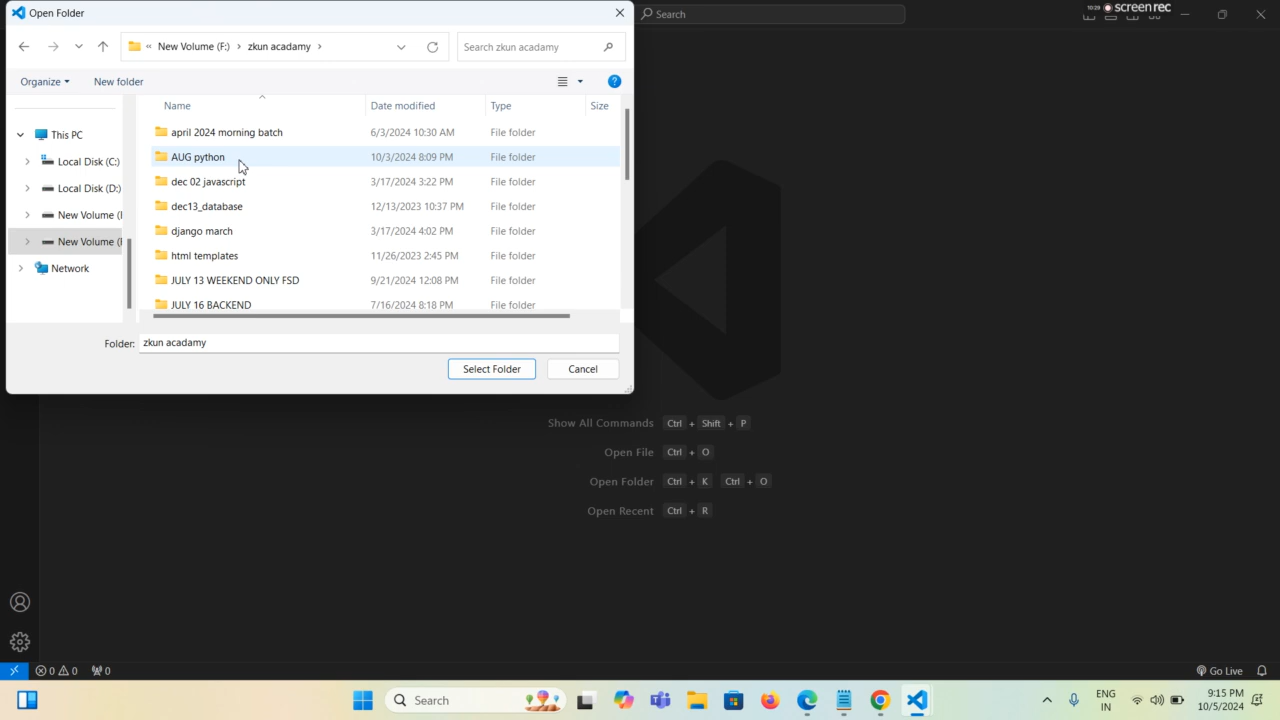 Open Folder
Search
10:29 screenrec
« New Volume (F:) > zkun acadamy >
Search zkun acadamy
Organize
New folder
Name
Date modified
Type
Size
This PC
Local Disk (C:)
Local Disk (D:)
New Volume (
New Volume (
Network
april 2024 morning batch 6/3/2024 10:30 AM File folder
AUG python 10/3/2024 8:09 PM File folder
dec 02 javascript 3/17/2024 3:22 PM File folder
dec13_database 12/13/2023 10:37 PM File folder
django march 3/17/2024 4:02 PM File folder
html templates 11/26/2023 2:45 PM File folder
JULY 13 WEEKEND ONLY FSD 9/21/2024 12:08 PM File folder
JULY 16 BACKEND 7/16/2024 8:18 PM File folder
Folder: zkun acadamy
Select Folder
Cancel
Show All Commands Ctrl + Shift + P
Open File Ctrl + O
Open Folder Ctrl + K Ctrl + O
Open Recent Ctrl + R
0 0 0
Go Live
Search
ENG
IN
9:15 PM
10/5/2024